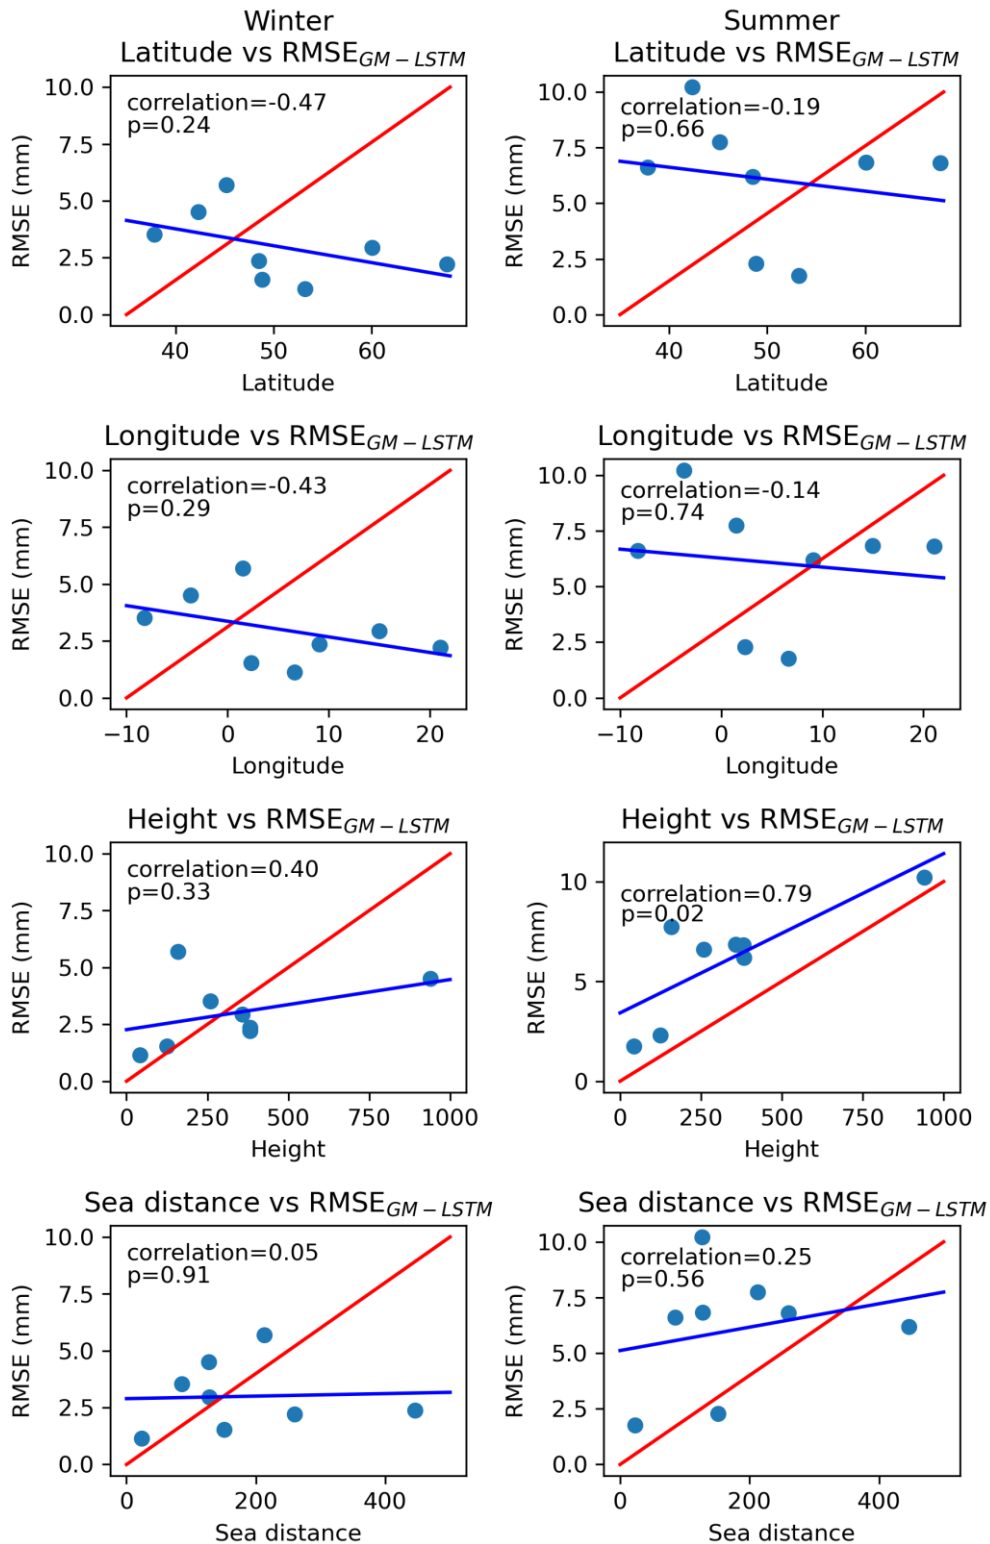 Winter
Latitude vs RMSE_GM−LSTM
correlation=-0.47
p=0.24
10.0
7.5
5.0
2.5
0.0
RMSE (mm)
40 50 60
Latitude
Summer
Latitude vs RMSE_GM−LSTM
correlation=-0.19
p=0.66
10.0
7.5
5.0
2.5
0.0
RMSE (mm)
40 50 60
Latitude
Longitude vs RMSE_GM−LSTM
correlation=-0.43
p=0.29
10.0
7.5
5.0
2.5
0.0
RMSE (mm)
−10 0 10 20
Longitude
Longitude vs RMSE_GM−LSTM
correlation=-0.14
p=0.74
10.0
7.5
5.0
2.5
0.0
RMSE (mm)
−10 0 10 20
Longitude
Height vs RMSE_GM−LSTM
correlation=0.40
p=0.33
10.0
7.5
5.0
2.5
0.0
RMSE (mm)
0 250 500 750 1000
Height
Height vs RMSE_GM−LSTM
correlation=0.79
p=0.02
10
5
0
RMSE (mm)
0 250 500 750 1000
Height
Sea distance vs RMSE_GM−LSTM
correlation=0.05
p=0.91
10.0
7.5
5.0
2.5
0.0
RMSE (mm)
0 200 400
Sea distance
Sea distance vs RMSE_GM−LSTM
correlation=0.25
p=0.56
10.0
7.5
5.0
2.5
0.0
RMSE (mm)
0 200 400
Sea distance